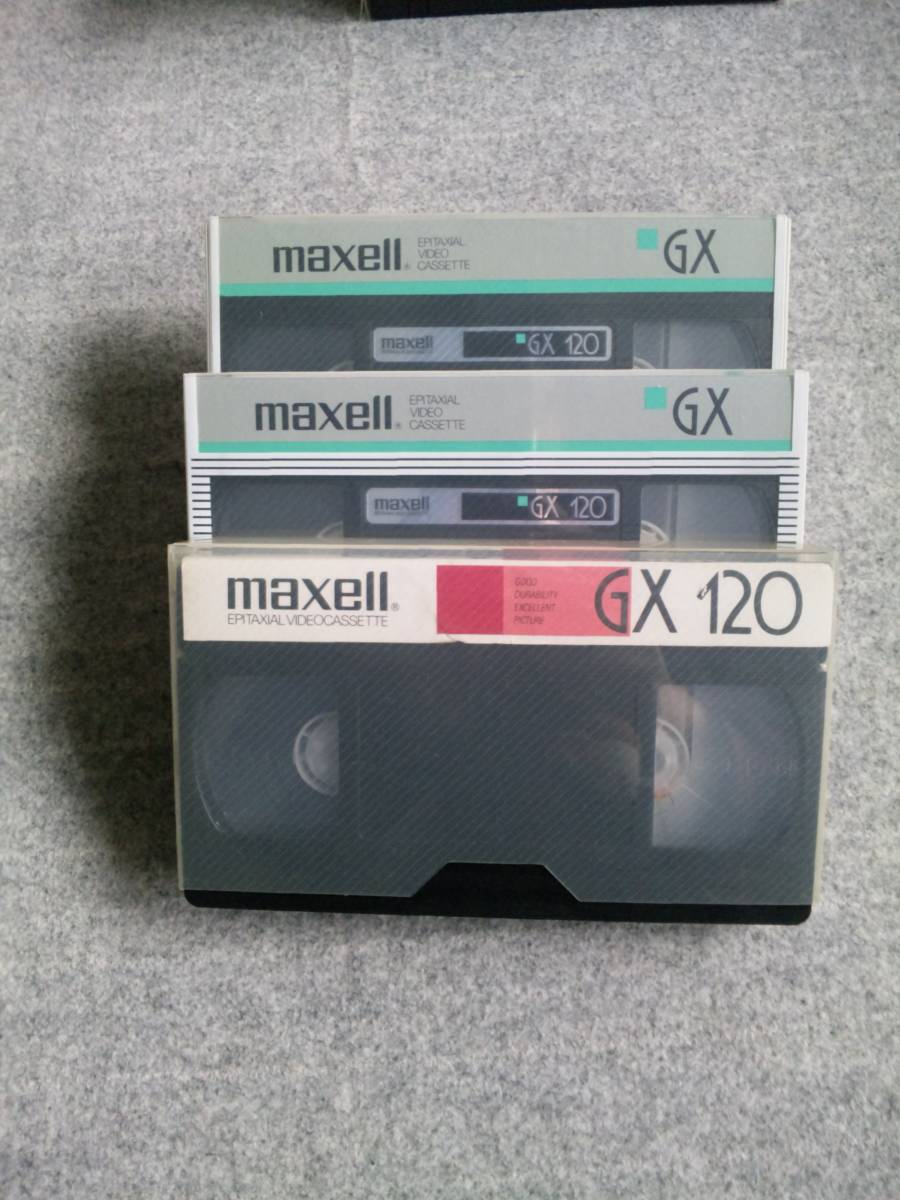 maxell® EPITAXIAL
VIDEO
CASSETTE
GX
maxell
GX 120
maxell® EPITAXIAL
VIDEO
CASSETTE
GX
maxell
GX 120
maxell®
EPITAXIAL VIDEOCASSETTE
GOOD
DURABILITY
EXCELLENT
PICTURE
GX 120